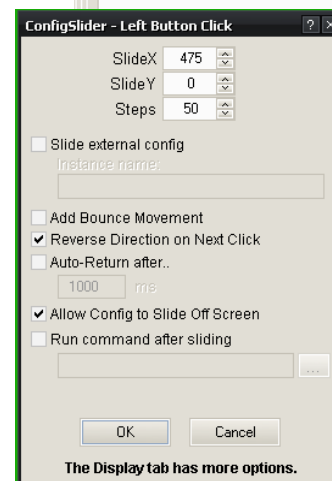 ConfigSlider - Left Button Click
SlideX 475
SlideY 0
Steps 50
Slide external config
Instance name:
Add Bounce Movement
Reverse Direction on Next Click
Auto-Return after..
1000 ms
Allow Config to Slide Off Screen
Run command after sliding
...
OK Cancel
The Display tab has more options.